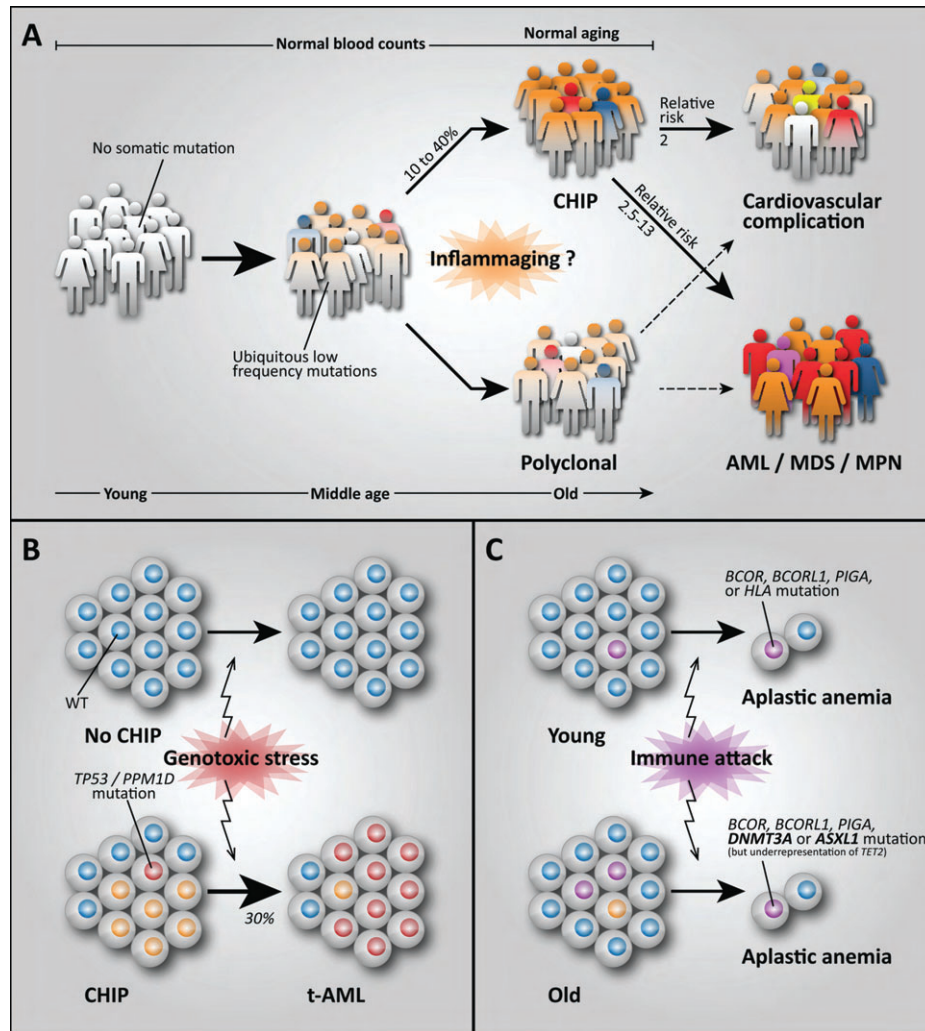 A
Normal blood counts
Normal aging
No somatic mutation
10 to 40%
Relative
risk
2
CHIP
Cardiovascular
complication
Relative risk
2.5-13
Inflammaging ?
Ubiquitous low
frequency mutations
Polyclonal
AML / MDS / MPN
Young
Middle age
Old
B
WT
No CHIP
Genotoxic stress
TP53 / PPM1D
mutation
30%
CHIP
t-AML
C
BCOR, BCORL1, PIGA,
or HLA mutation
Aplastic anemia
Young
Immune attack
BCOR, BCORL1, PIGA,
DNMT3A or ASXL1 mutation
(but underrepresentation of TET2)
Aplastic anemia
Old